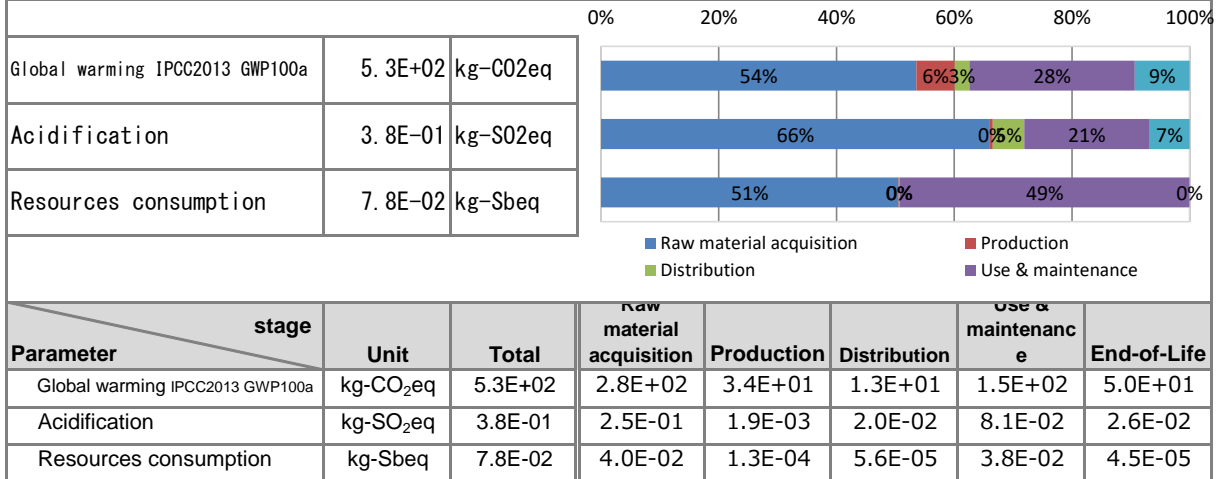 0% 20% 40% 60% 80% 100%
Global warming IPCC2013 GWP100a 5.3E+02 kg-CO2eq 54% 6% 3% 28% 9%
Acidification 3.8E-01 kg-SO2eq 66% 0% 5% 21% 7%
Resources consumption 7.8E-02 kg-Sbeq 51% 0% 49% 0%
Raw material acquisition Production
Distribution Use & maintenance
stage
Parameter Unit Total Raw material acquisition Production Distribution Use & maintenance End-of-Life
Global warming IPCC2013 GWP100a kg-CO₂eq 5.3E+02 2.8E+02 3.4E+01 1.3E+01 1.5E+02 5.0E+01
Acidification kg-SO₂eq 3.8E-01 2.5E-01 1.9E-03 2.0E-02 8.1E-02 2.6E-02
Resources consumption kg-Sbeq 7.8E-02 4.0E-02 1.3E-04 5.6E-05 3.8E-02 4.5E-05